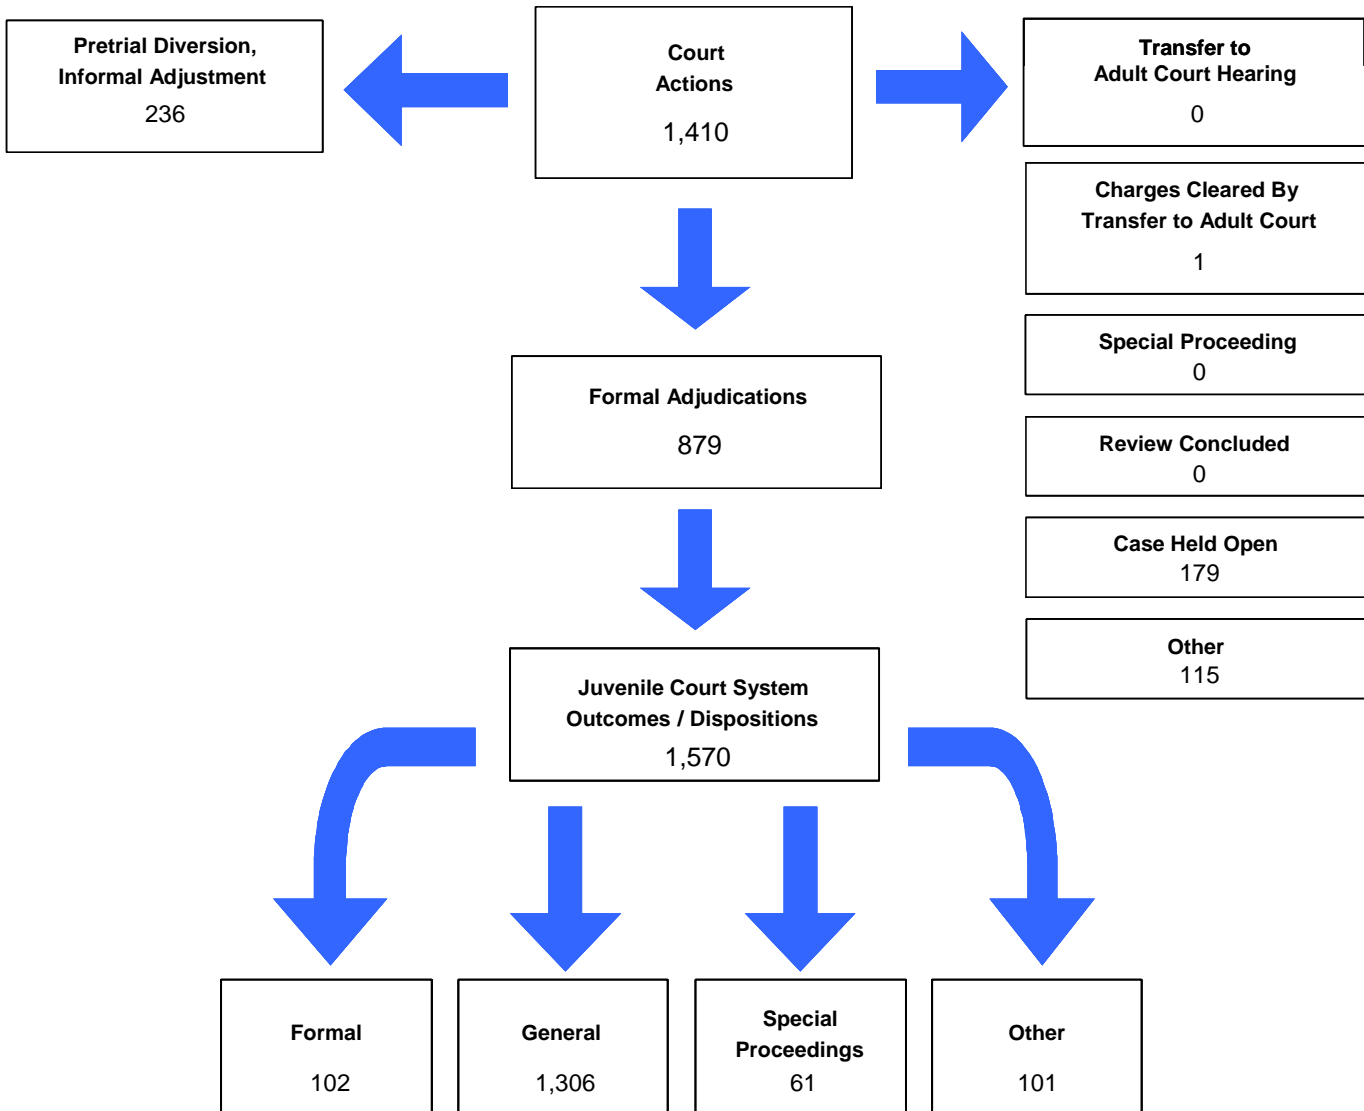 Pretrial Diversion,
Informal Adjustment
236
Court
Actions
1,410
Transfer to
Adult Court Hearing
0
Charges Cleared By
Transfer to Adult Court
1
Special Proceeding
0
Review Concluded
0
Case Held Open
179
Other
115
Formal Adjudications
879
Juvenile Court System
Outcomes / Dispositions
1,570
Formal
102
General
1,306
Special
Proceedings
61
Other
101